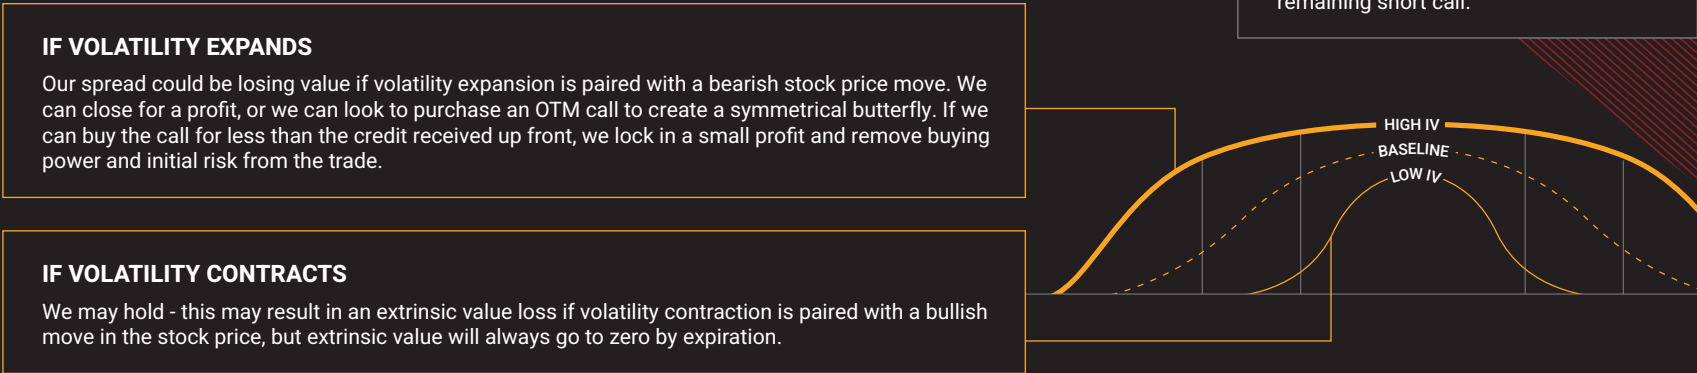 remaining short call.
IF VOLATILITY EXPANDS
Our spread could be losing value if volatility expansion is paired with a bearish stock price move. We
can close for a profit, or we can look to purchase an OTM call to create a symmetrical butterfly. If we
can buy the call for less than the credit received up front, we lock in a small profit and remove buying
power and initial risk from the trade.
HIGH IV
BASELINE
LOW IV
IF VOLATILITY CONTRACTS
We may hold - this may result in an extrinsic value loss if volatility contraction is paired with a bullish
move in the stock price, but extrinsic value will always go to zero by expiration.